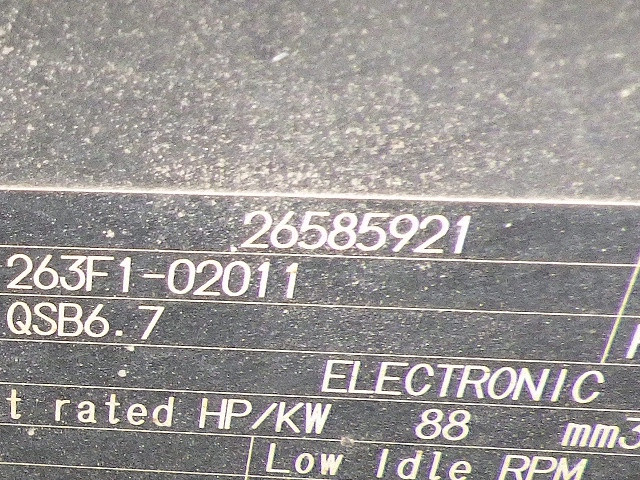 26585921
263F1-02011
QSB6.7
ELECTRONIC
t rated HP/KW 88 mm3
Low Idle RPM